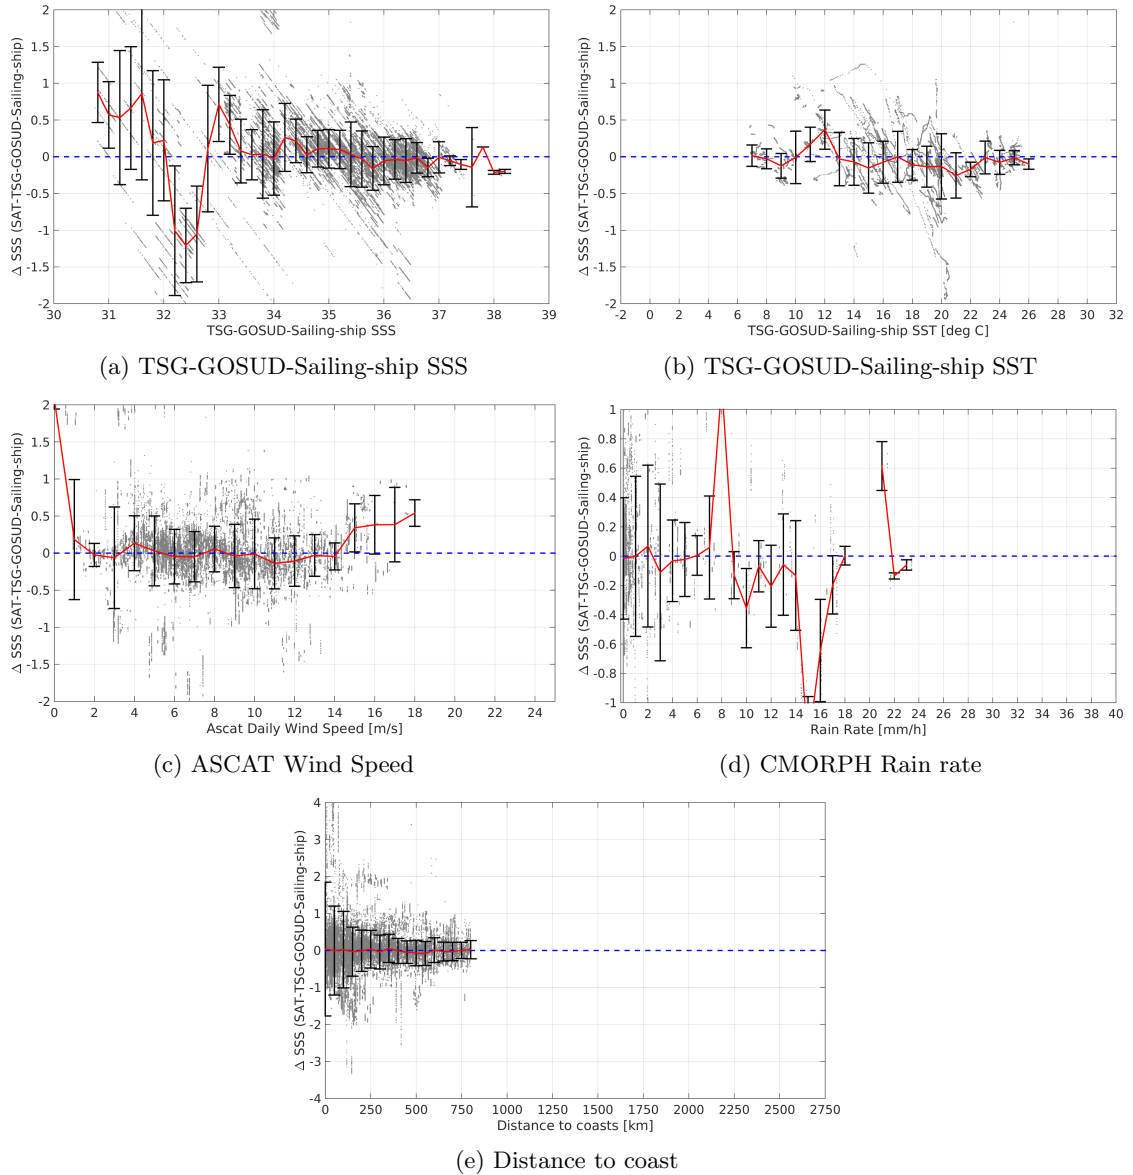 2
1.5
1
0.5
0
-0.5
-1
-1.5
-2
Δ SSS (SAT-TSG-GOSUD-Sailing-ship)
30 31 32 33 34 35 36 37 38 39
TSG-GOSUD-Sailing-ship SSS
(a) TSG-GOSUD-Sailing-ship SSS
2
1.5
1
0.5
0
-0.5
-1
-1.5
-2
Δ SSS (SAT-TSG-GOSUD-Sailing-ship)
-2 0 2 4 6 8 10 12 14 16 18 20 22 24 26 28 30 32
TSG-GOSUD-Sailing-ship SST [deg C]
(b) TSG-GOSUD-Sailing-ship SST
2
1.5
1
0.5
0
-0.5
-1
-1.5
-2
Δ SSS (SAT-TSG-GOSUD-Sailing-ship)
0 2 4 6 8 10 12 14 16 18 20 22 24
Ascat Daily Wind Speed [m/s]
(c) ASCAT Wind Speed
1
0.8
0.6
0.4
0.2
0
-0.2
-0.4
-0.6
-0.8
-1
Δ SSS (SAT-TSG-GOSUD-Sailing-ship)
0 2 4 6 8 10 12 14 16 18 20 22 24 26 28 30 32 34 36 38 40
Rain Rate [mm/h]
(d) CMORPH Rain rate
4
3
2
1
0
-1
-2
-3
-4
Δ SSS (SAT-TSG-GOSUD-Sailing-ship)
0 250 500 750 1000 1250 1500 1750 2000 2250 2500 2750
Distance to coasts [km]
(e) Distance to coast